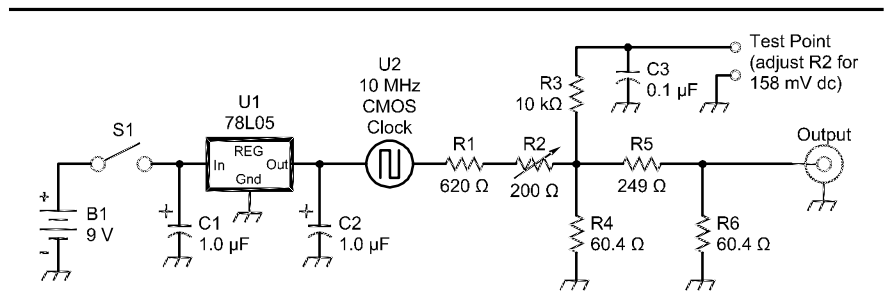 S1
B1
9 V
+
-
+
C1
1.0 µF
U1
78L05
REG
In
Out
Gnd
+
C2
1.0 µF
U2
10 MHz
CMOS
Clock
R1
620 Ω
R2
200 Ω
R3
10 kΩ
C3
0.1 µF
Test Point
(adjust R2 for
158 mV dc)
R4
60.4 Ω
R5
249 Ω
R6
60.4 Ω
Output